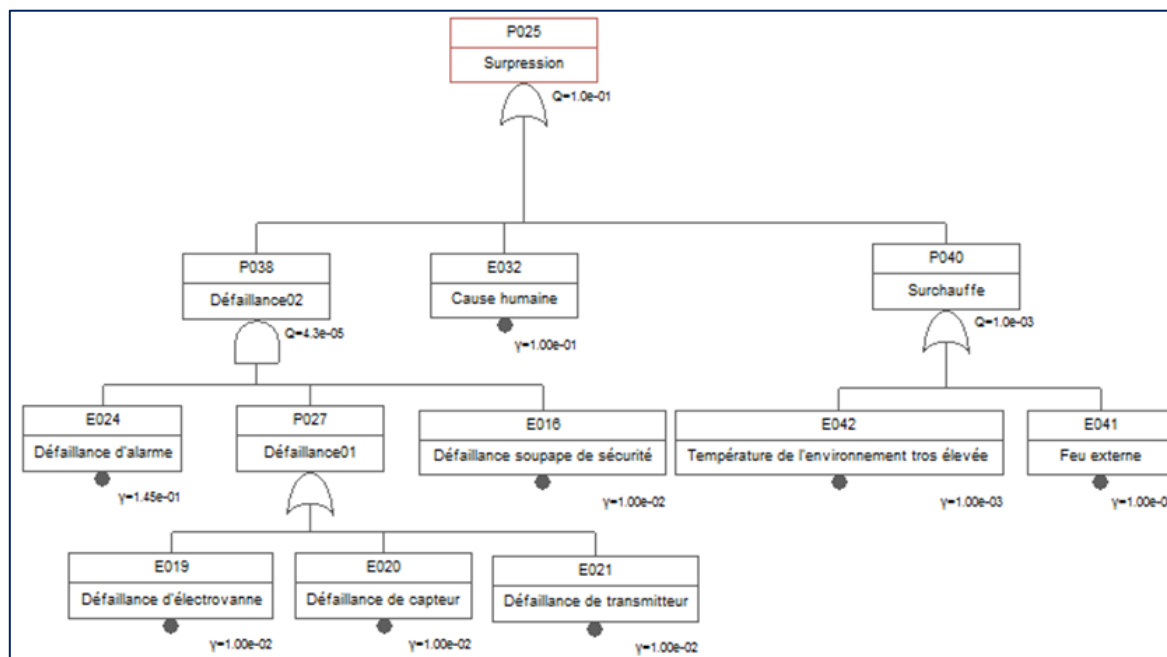 P025
Surpression
Q=1.0e-01
P038
Défaillance02
Q=4.3e-05
E032
Cause humaine
γ=1.00e-01
P040
Surchauffe
Q=1.0e-03
E024
Défaillance d'alarme
γ=1.45e-01
P027
Défaillance01
E016
Défaillance soupape de sécurité
γ=1.00e-02
E042
Température de l'environnement tros élevée
γ=1.00e-03
E041
Feu externe
E019
Défaillance d'électrovanne
γ=1.00e-02
E020
Défaillance de capteur
γ=1.00e-02
E021
Défaillance de transmitteur
γ=1.00e-02